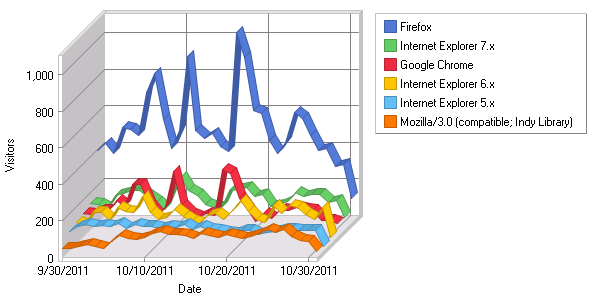 Firefox
Internet Explorer 7.x
Google Chrome
Internet Explorer 6.x
Internet Explorer 5.x
Mozilla/3.0 (compatible; Indy Library)
Visitors
1,000
800
600
400
200
0
9/30/2011 10/10/2011 10/20/2011 10/30/2011
Date